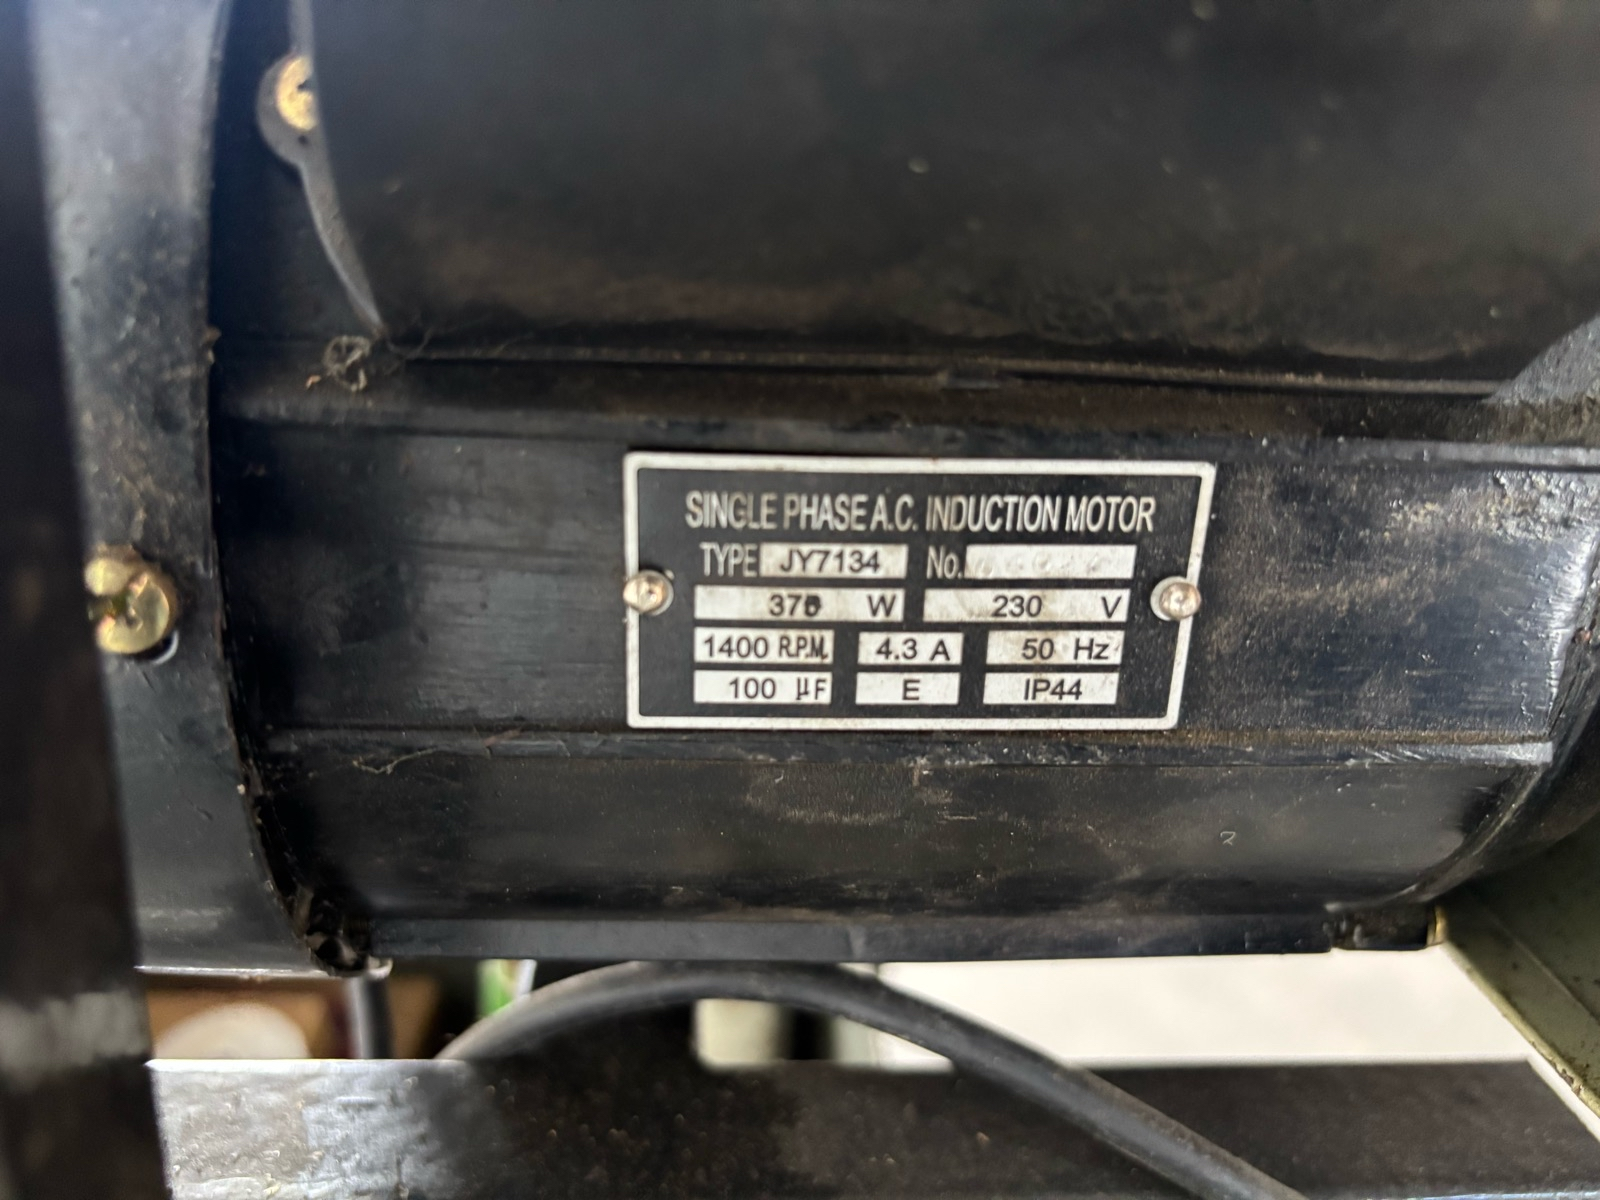 SINGLE PHASE A.C. INDUCTION MOTOR
TYPE JY7134 No.
W 230 V
1400 R.P.M. 4.3 A 50 Hz
100 µF E IP44